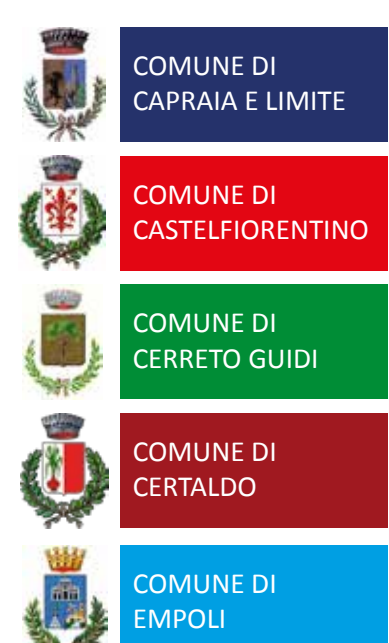 COMUNE DI
CAPRAIA E LIMITE
COMUNE DI
CASTELFIORENTINO
COMUNE DI
CERRETO GUIDI
COMUNE DI
CERTALDO
COMUNE DI
EMPOLI